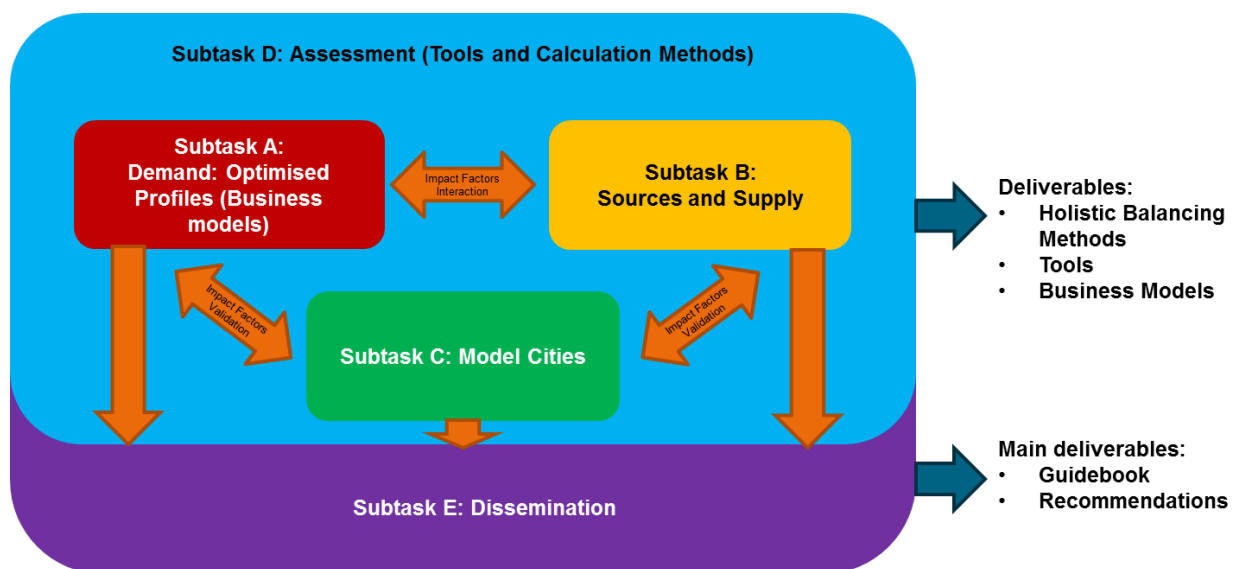 Subtask D: Assessment (Tools and Calculation Methods)
Subtask A:
Demand: Optimised
Profiles (Business
models)
Impact Factors
Interaction
Subtask B:
Sources and Supply
Impact Factors
Validation
Impact Factors
Validation
Subtask C: Model Cities
Subtask E: Dissemination
Deliverables:
• Holistic Balancing
Methods
• Tools
• Business Models
Main deliverables:
• Guidebook
• Recommendations